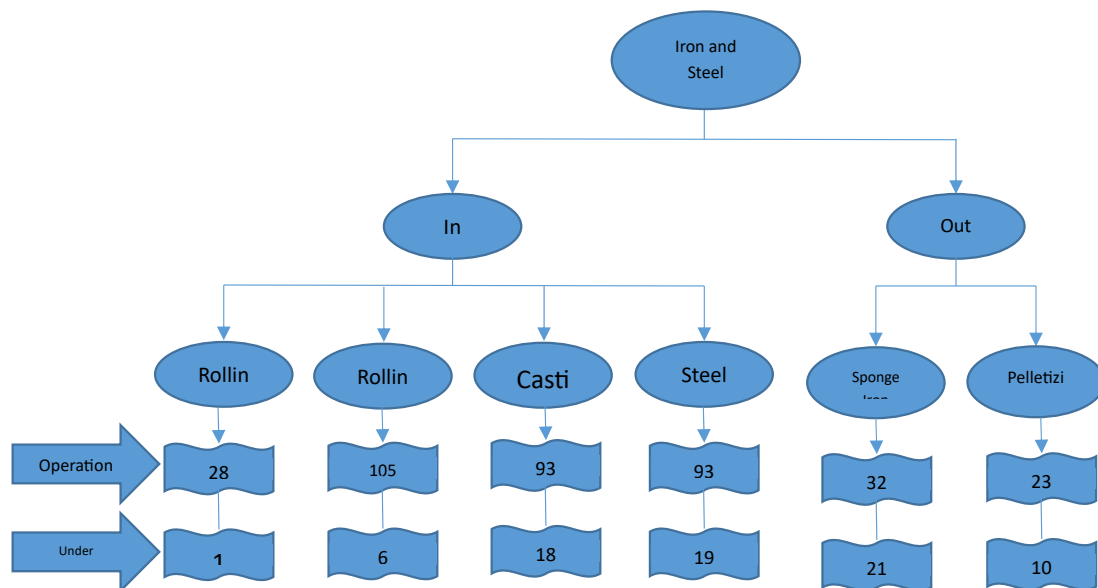 Iron and
Steel
In
Out
Rollin
Rollin
Casti
Steel
Sponge
Iron
Pelletizi
Operation
28
105
93
93
32
23
Under
1
6
18
19
21
10